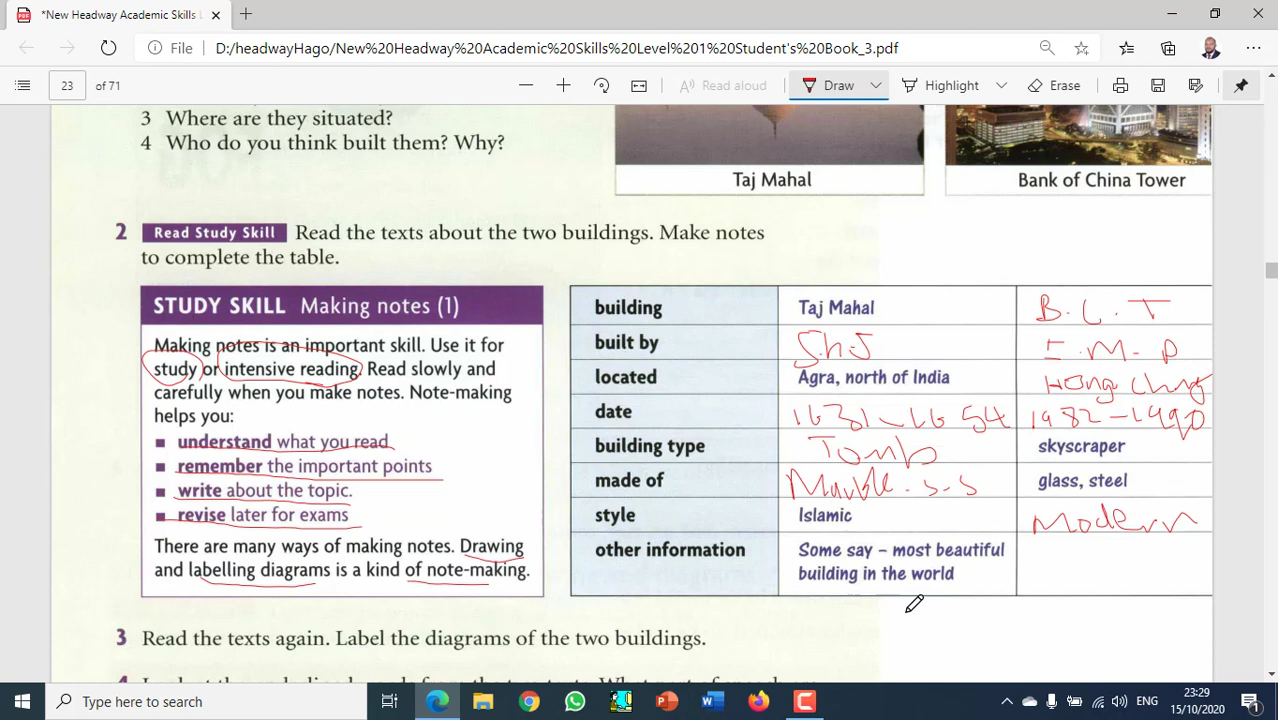 *New Headway Academic Skills L
File D:/headwayHago/New%20Headway%20Academic%20Skills%20Level%201%20Student's%20Book_3.pdf
23 of 71 Read aloud Draw Highlight Erase
3 Where are they situated?
4 Who do you think built them? Why?
Taj Mahal
Bank of China Tower
2 Read Study Skill Read the texts about the two buildings. Make notes
to complete the table.
STUDY SKILL Making notes (1)
Making notes is an important skill. Use it for
study or intensive reading. Read slowly and
carefully when you make notes. Note-making
helps you:
■ understand what you read
■ remember the important points
■ write about the topic.
■ revise later for exams
There are many ways of making notes. Drawing
and labelling diagrams is a kind of note-making.
building Taj Mahal B. C. T
built by Sh.J I.M.P
located Agra, north of India Hong
date 1631-1654 1982-1990
building type Tomb skyscraper
made of Marble. s.s glass, steel
style Islamic Modern
other information Some say – most beautiful
building in the world
3 Read the texts again. Label the diagrams of the two buildings.
Type here to search
ENG
23:29
15/10/2020